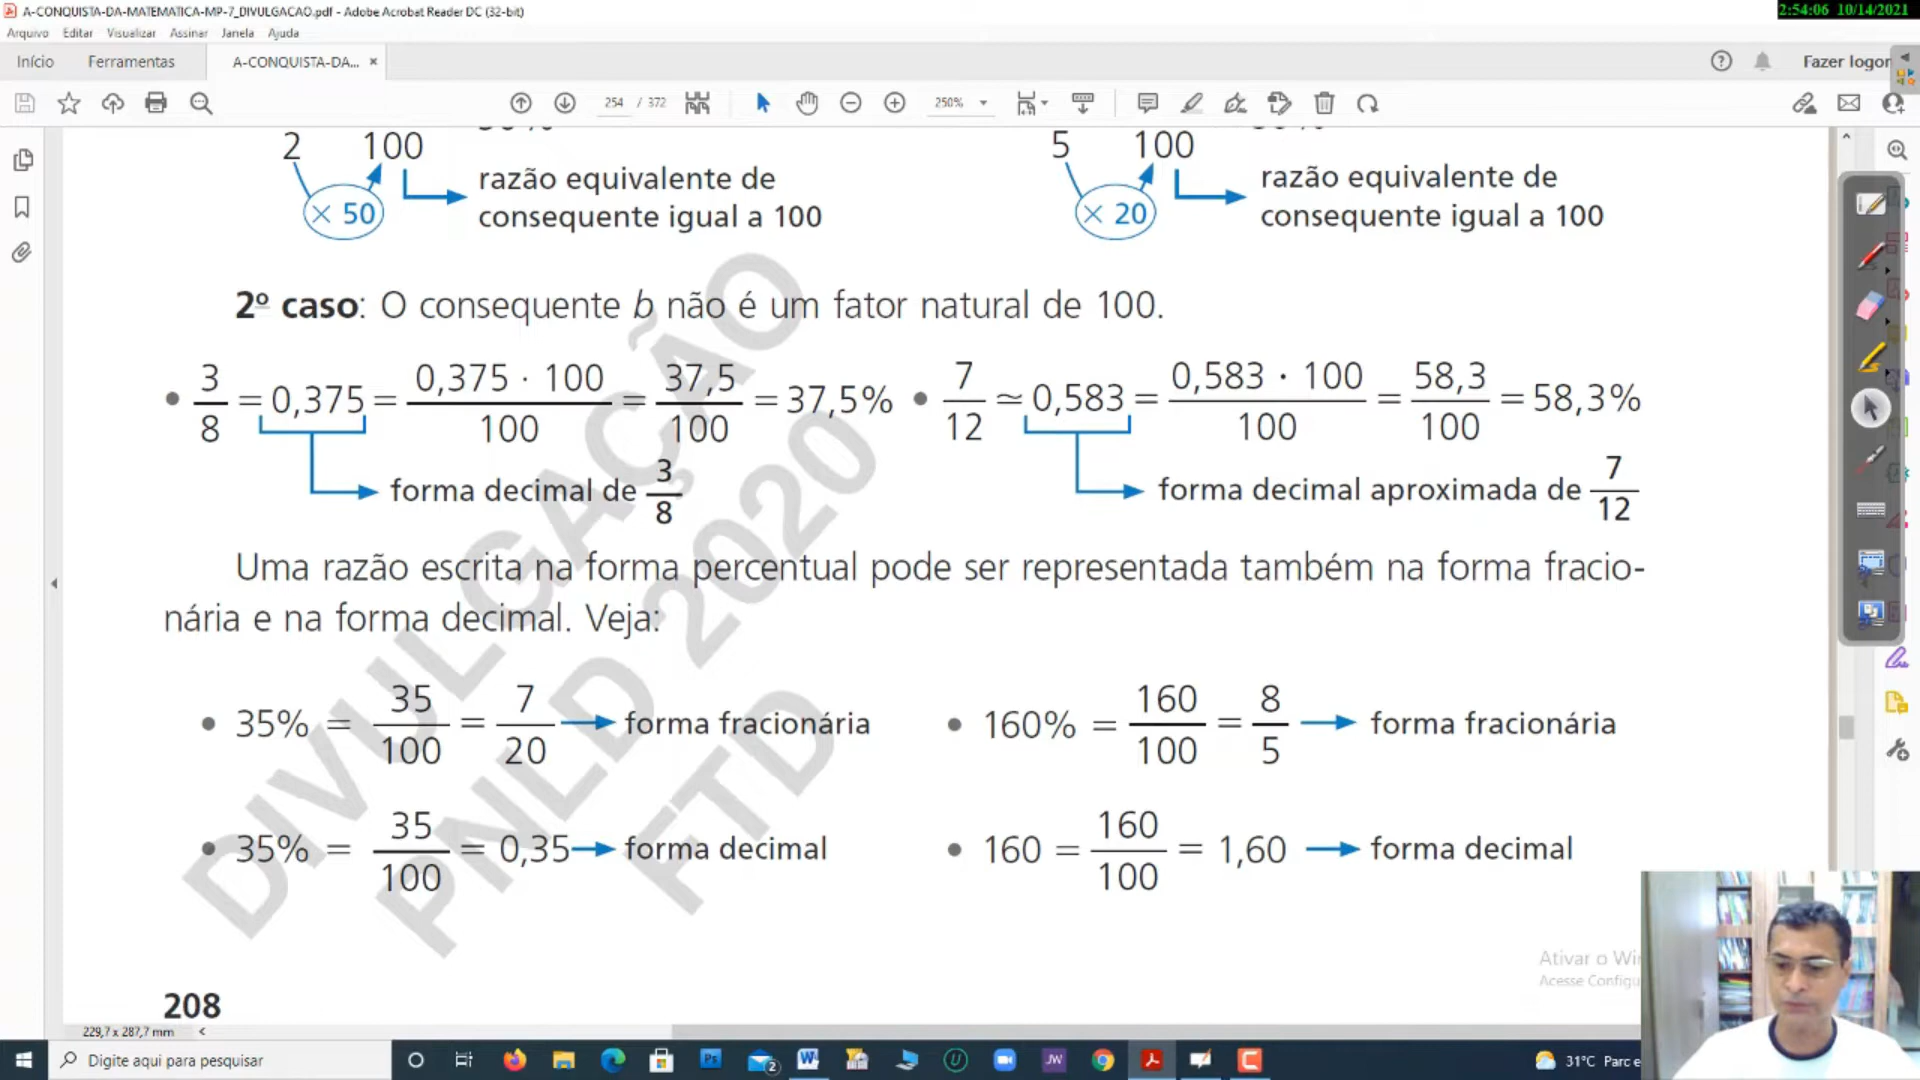 A-CONQUISTA-DA-MATEMATICA-MP-7_DIVULGACAO.pdf - Adobe Acrobat Reader DC (32-bit)
2:54:06 10/14/2021
Arquivo Editar Visualizar Assinar Janela Ajuda
Início Ferramentas A-CONQUISTA-DA... × Fazer logon
254 / 372 250%
2 100
× 50
razão equivalente de
consequente igual a 100
5 100
× 20
razão equivalente de
consequente igual a 100
2º caso: O consequente b não é um fator natural de 100.
• 3/8 = 0,375 = 0,375 · 100/100 = 37,5/100 = 37,5%
forma decimal de 3/8
• 7/12 ≃ 0,583 = 0,583 · 100/100 = 58,3/100 = 58,3%
forma decimal aproximada de 7/12
Uma razão escrita na forma percentual pode ser representada também na forma fracio-
nária e na forma decimal. Veja:
• 35% = 35/100 = 7/20 → forma fracionária
• 160% = 160/100 = 8/5 → forma fracionária
• 35% = 35/100 = 0,35 → forma decimal
• 160 = 160/100 = 1,60 → forma decimal
DIVULGAÇÃO
PNLD 2020
FTD
Ativar o Wi
Acesse Configu
208
229,7 x 287,7 mm
Digite aqui para pesquisar
Ps
2
W
U
JW
31°C Parc e